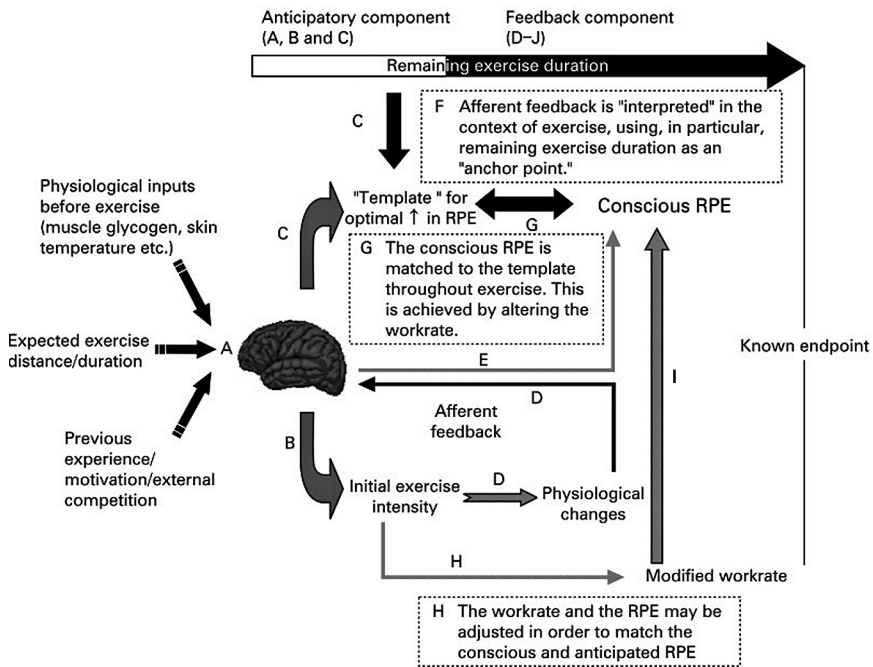 Anticipatory component
(A, B and C)
Feedback component
(D–J)
Remaining exercise duration
C
F Afferent feedback is "interpreted" in the
context of exercise, using, in particular,
remaining exercise duration as an
"anchor point."
Physiological inputs
before exercise
(muscle glycogen, skin
temperature etc.)
C
"Template " for
optimal ↑ in RPE
G
Conscious RPE
G The conscious RPE is
matched to the template
throughout exercise. This
is achieved by altering the
workrate.
Expected exercise
distance/duration
A
Known endpoint
E
D
Afferent
feedback
I
Previous
experience/
motivation/external
competition
B
Initial exercise
intensity
D
Physiological
changes
H
Modified workrate
H The workrate and the RPE may be
adjusted in order to match the
conscious and anticipated RPE